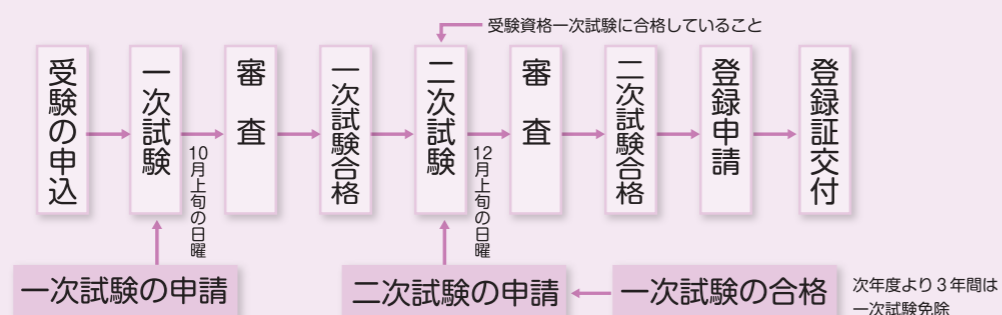 受験資格一次試験に合格していること
受験の申込
一次試験
10月上旬の日曜
審査
一次試験合格
二次試験
12月上旬の日曜
審査
二次試験合格
登録申請
登録証交付
一次試験の申請
二次試験の申請
一次試験の合格
次年度より3年間は
一次試験免除